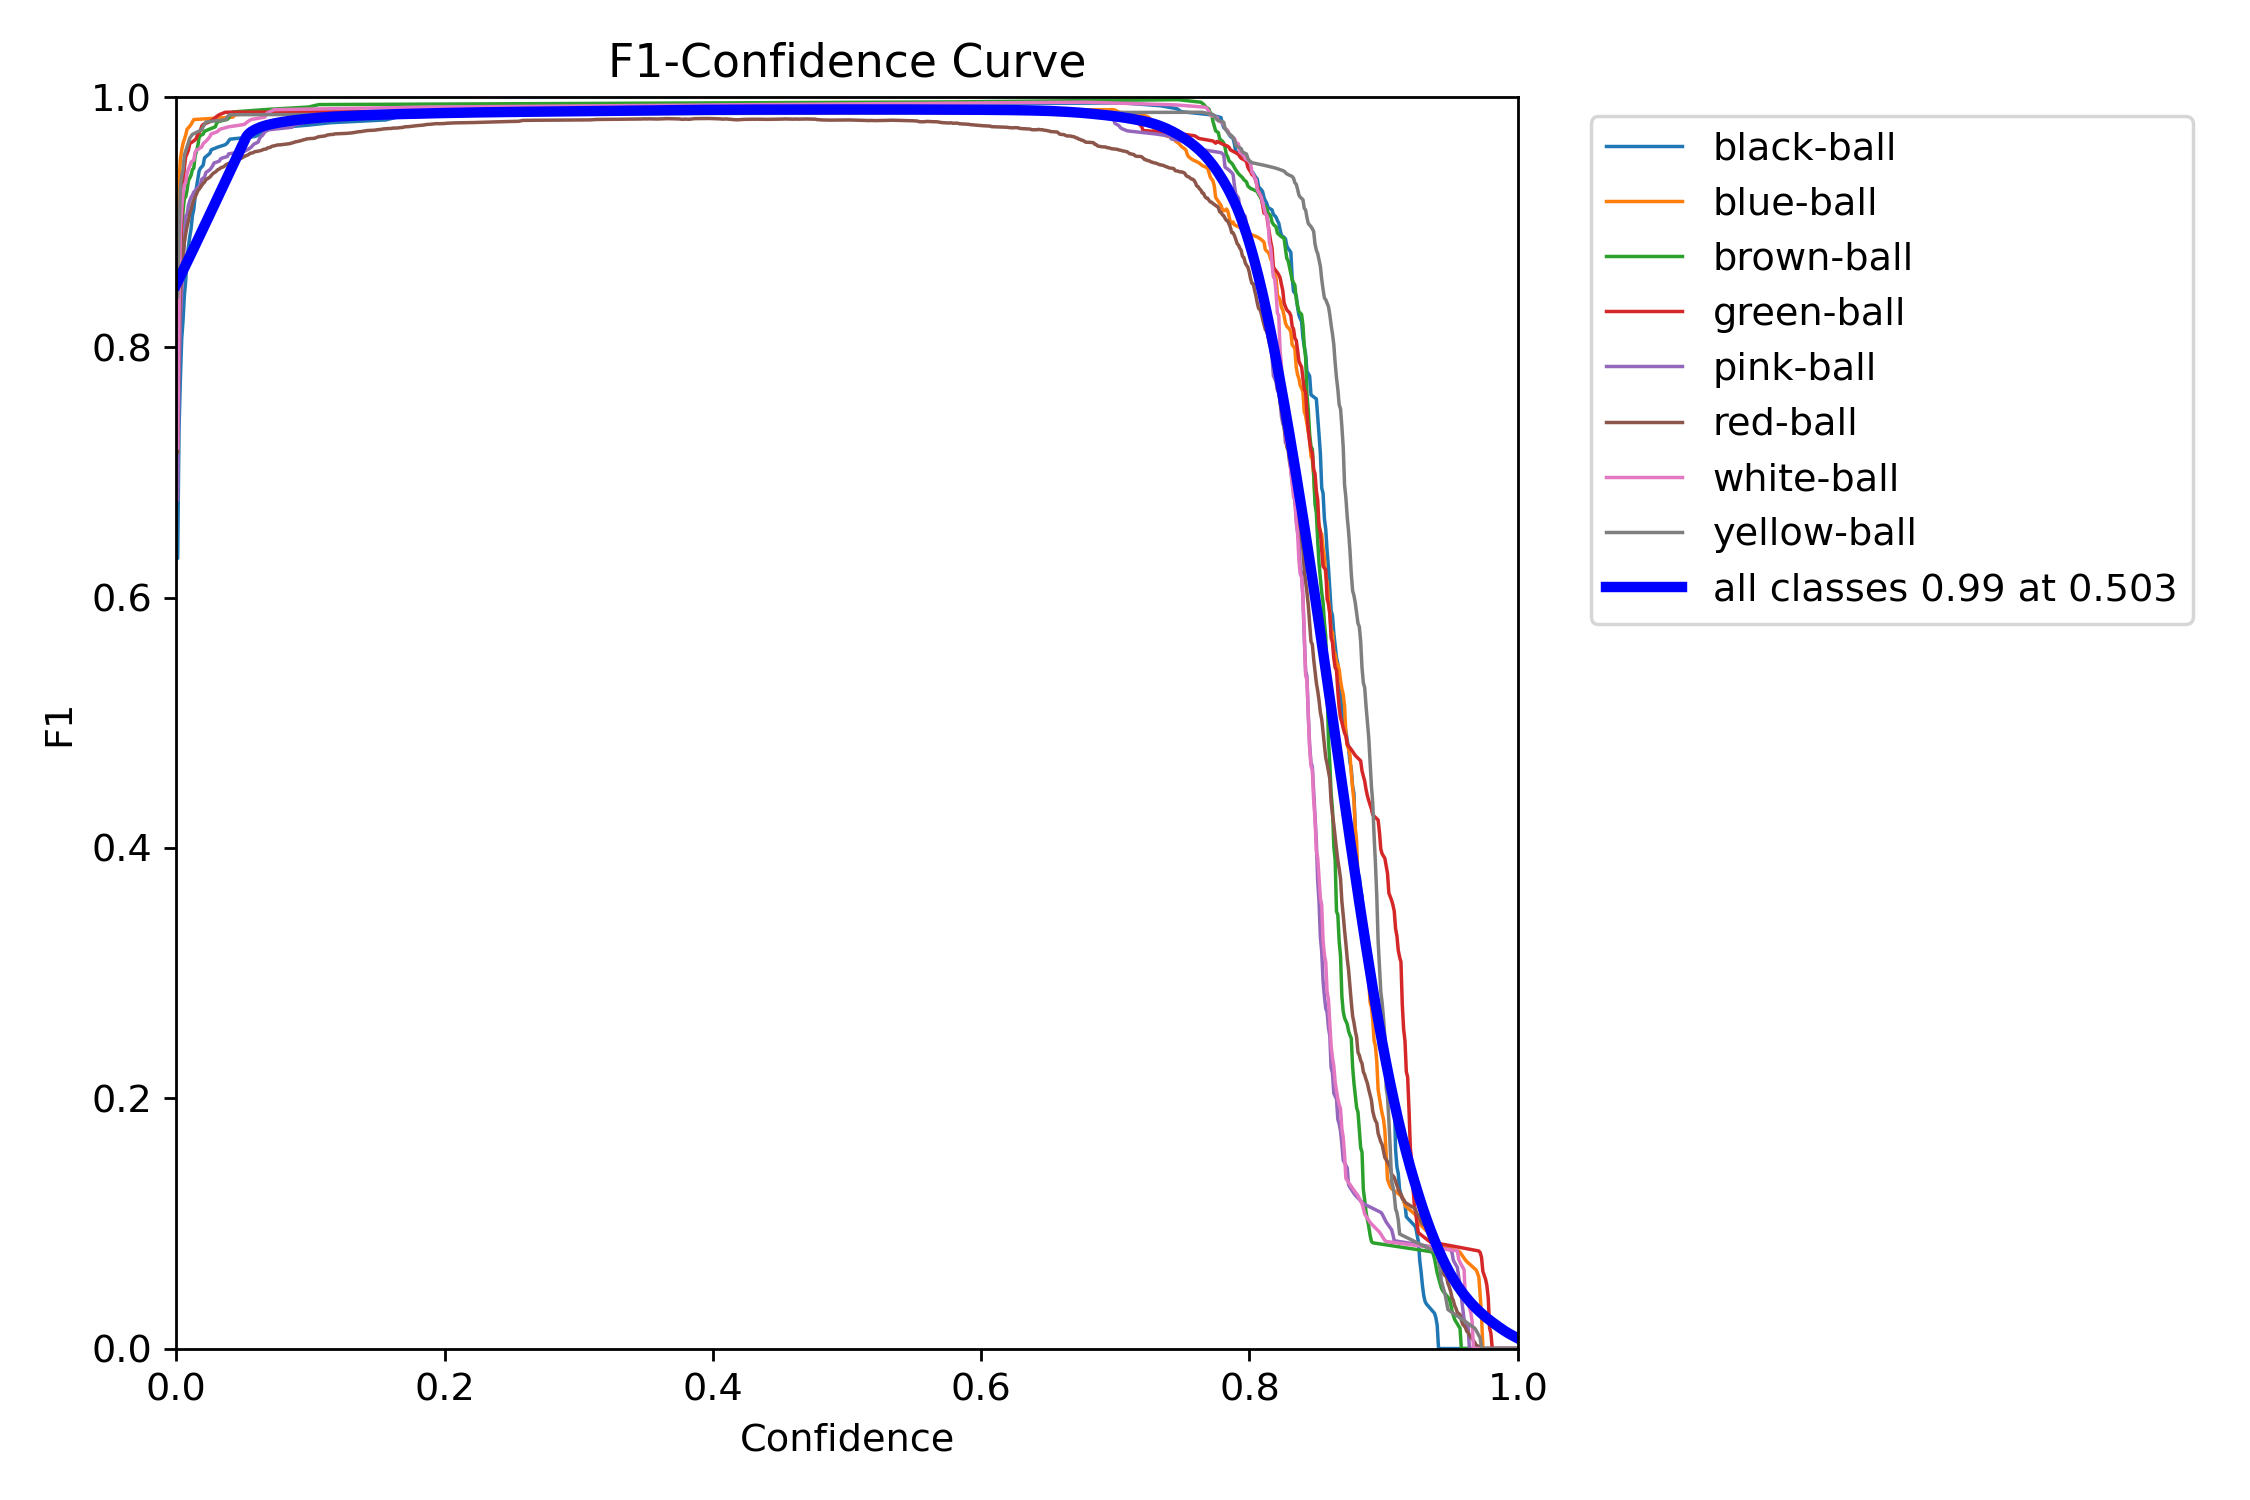 F1-Confidence Curve
1.0
0.8
0.6
0.4
0.2
0.0
F1
0.0 0.2 0.4 0.6 0.8 1.0
Confidence
black-ball
blue-ball
brown-ball
green-ball
pink-ball
red-ball
white-ball
yellow-ball
all classes 0.99 at 0.503